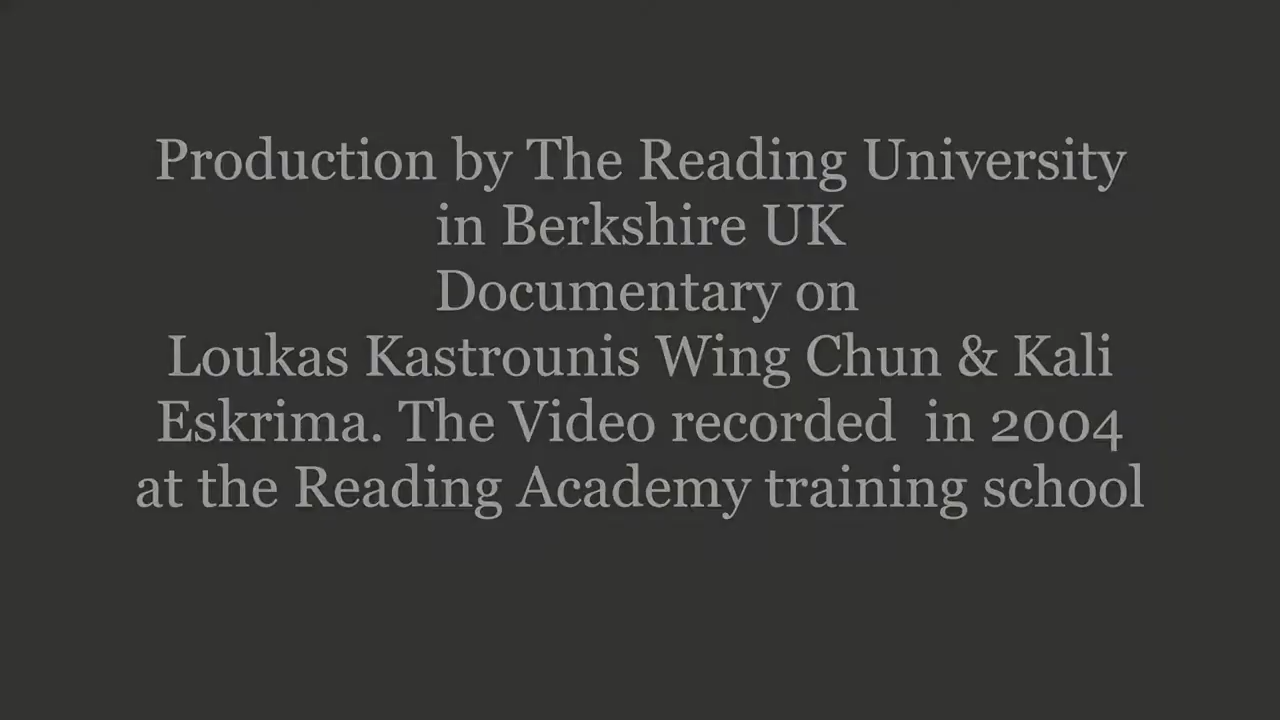 Production by The Reading University
in Berkshire UK
Documentary on
Loukas Kastrounis Wing Chun & Kali
Eskrima. The Video recorded  in 2004
at the Reading Academy training school